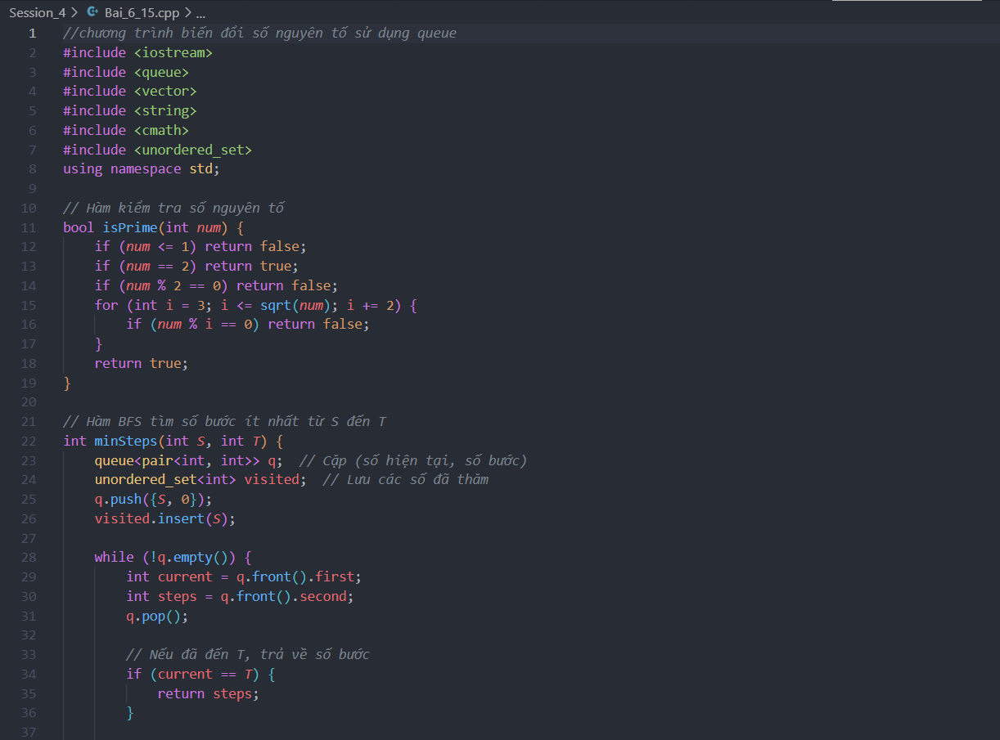 Session_4 > Bai_6_15.cpp > ...
1 //chương trình biến đổi số nguyên tố sử dụng queue
2 #include <iostream>
3 #include <queue>
4 #include <vector>
5 #include <string>
6 #include <cmath>
7 #include <unordered_set>
8 using namespace std;
9
10 // Hàm kiểm tra số nguyên tố
11 bool isPrime(int num) {
12     if (num <= 1) return false;
13     if (num == 2) return true;
14     if (num % 2 == 0) return false;
15     for (int i = 3; i <= sqrt(num); i += 2) {
16         if (num % i == 0) return false;
17     }
18     return true;
19 }
20
21 // Hàm BFS tìm số bước ít nhất từ S đến T
22 int minSteps(int S, int T) {
23     queue<pair<int, int>> q;  // Cặp (số hiện tại, số bước)
24     unordered_set<int> visited;  // Lưu các số đã thăm
25     q.push({S, 0});
26     visited.insert(S);
27
28     while (!q.empty()) {
29         int current = q.front().first;
30         int steps = q.front().second;
31         q.pop();
32
33         // Nếu đã đến T, trả về số bước
34         if (current == T) {
35             return steps;
36         }
37